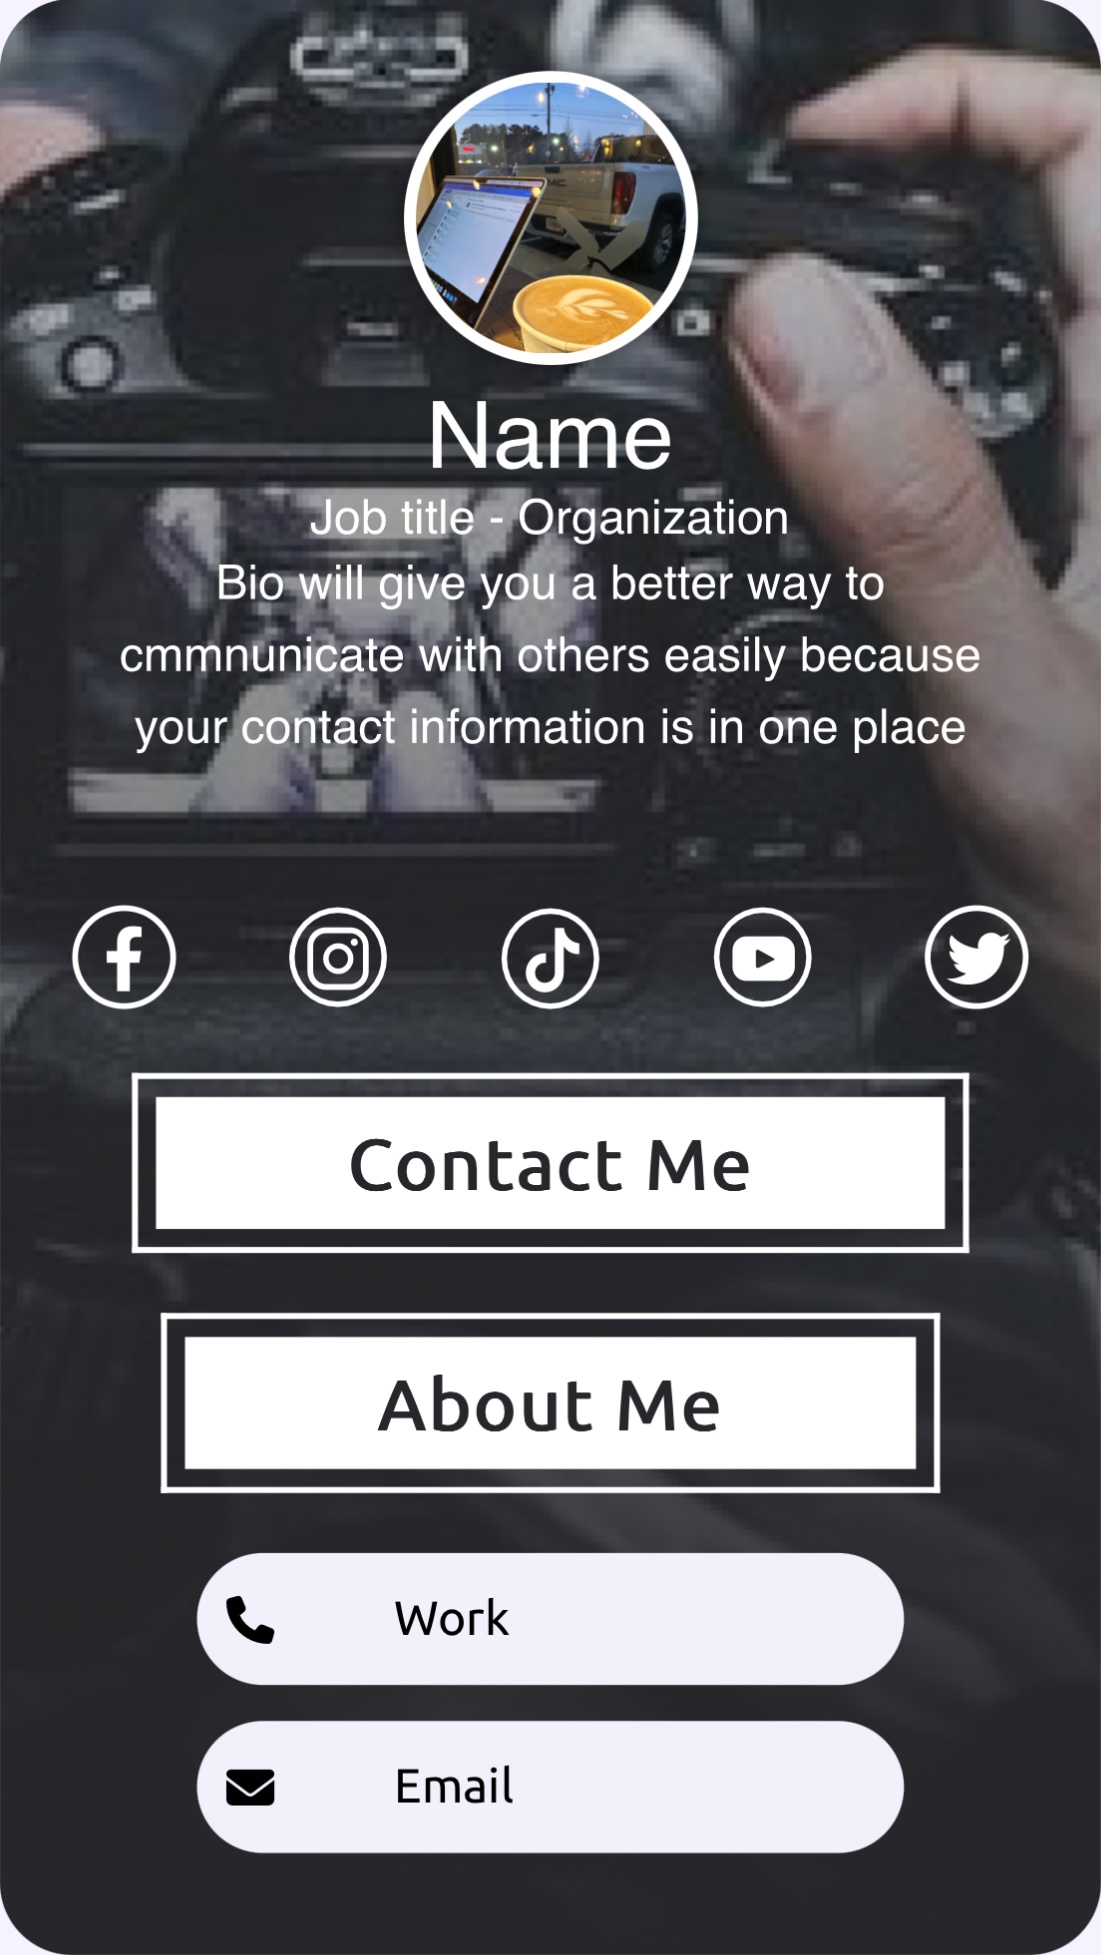 Name
Job title - Organization
Bio will give you a better way to
cmmnunicate with others easily because
your contact information is in one place
Contact Me
About Me
Work
Email